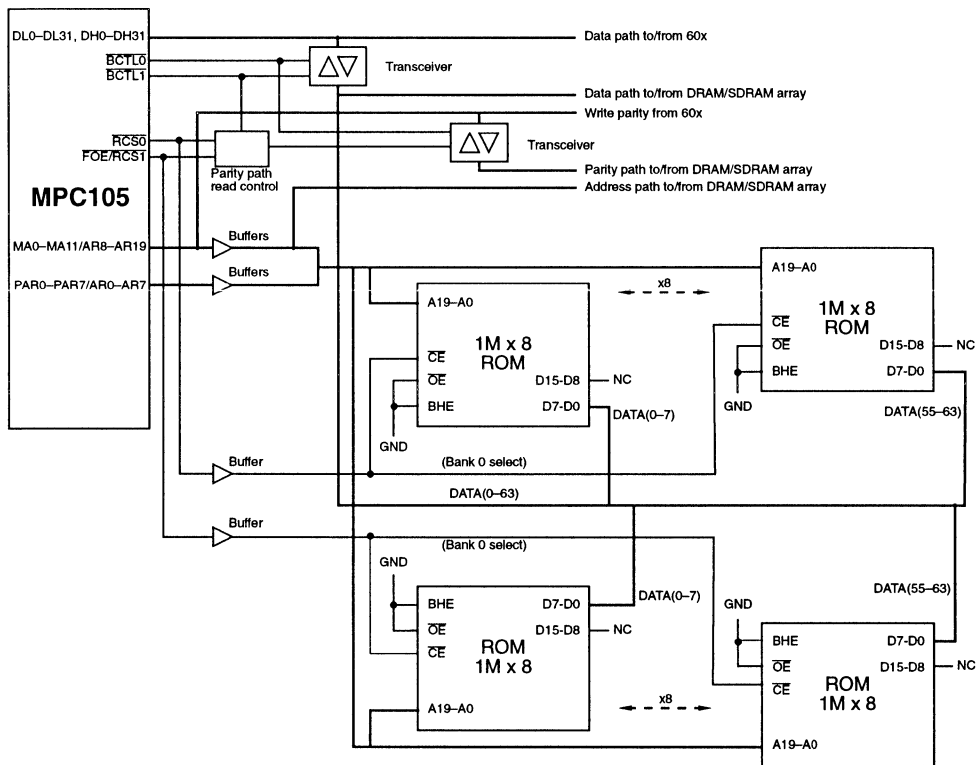 DL0–DL31, DH0–DH31
Data path to/from 60x
BCTL0
BCTL1
Transceiver
Data path to/from DRAM/SDRAM array
Write parity from 60x
RCS0
FOE/RCS1
Transceiver
Parity path
read control
Parity path to/from DRAM/SDRAM array
Address path to/from DRAM/SDRAM array
MPC105
Buffers
MA0–MA11/AR8–AR19
Buffers
PAR0–PAR7/AR0–AR7
A19–A0
1M x 8
ROM
CE
OE
BHE
D15-D8
D7-D0
NC
GND
DATA(0–7)
x8
A19–A0
1M x 8
ROM
CE
OE
BHE
D15-D8
D7-D0
NC
GND
DATA(55–63)
Buffer
(Bank 0 select)
DATA(0–63)
Buffer
(Bank 0 select)
GND
BHE
OE
CE
D7-D0
D15-D8
NC
DATA(0–7)
ROM
1M x 8
A19–A0
x8
DATA(55–63)
GND
BHE
OE
CE
D7-D0
D15-D8
NC
ROM
1M x 8
A19–A0